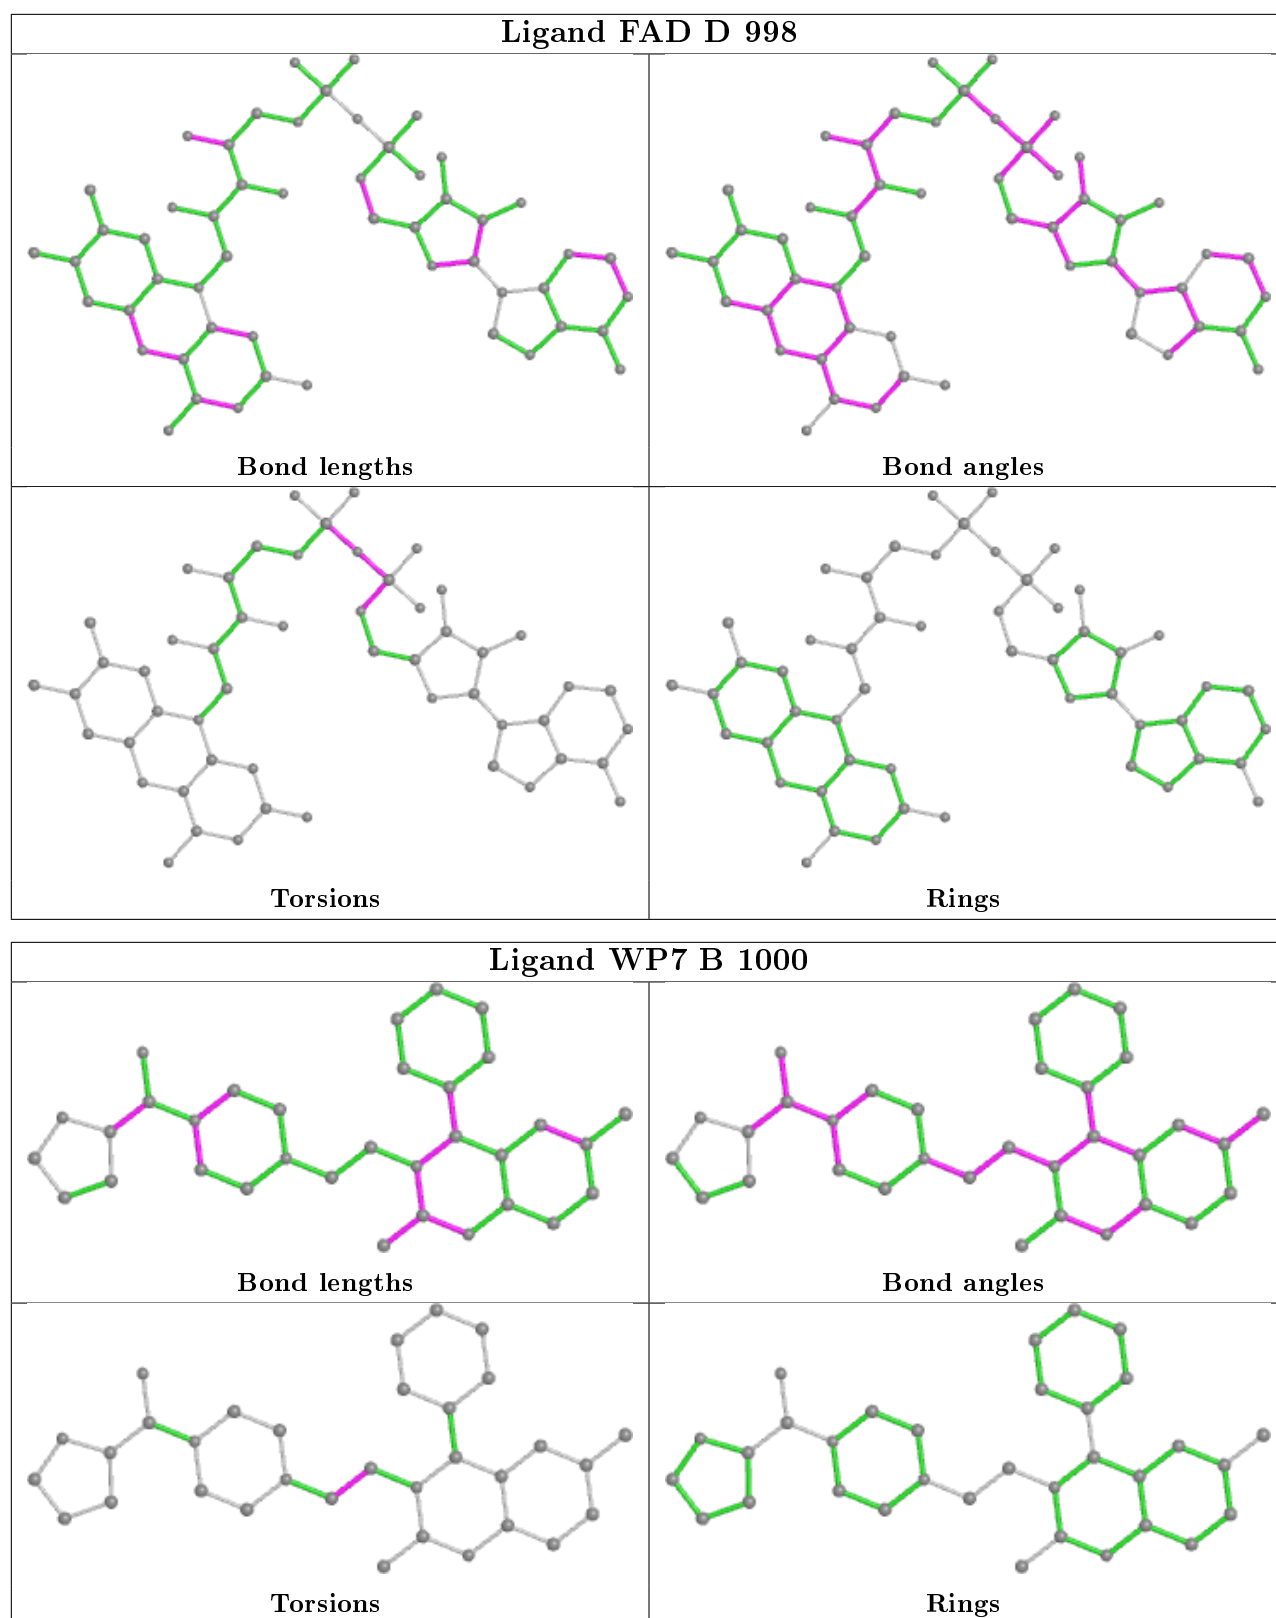 Ligand FAD D 998
Bond lengths
Bond angles
Torsions
Rings
Ligand WP7 B 1000
Bond lengths
Bond angles
Torsions
Rings